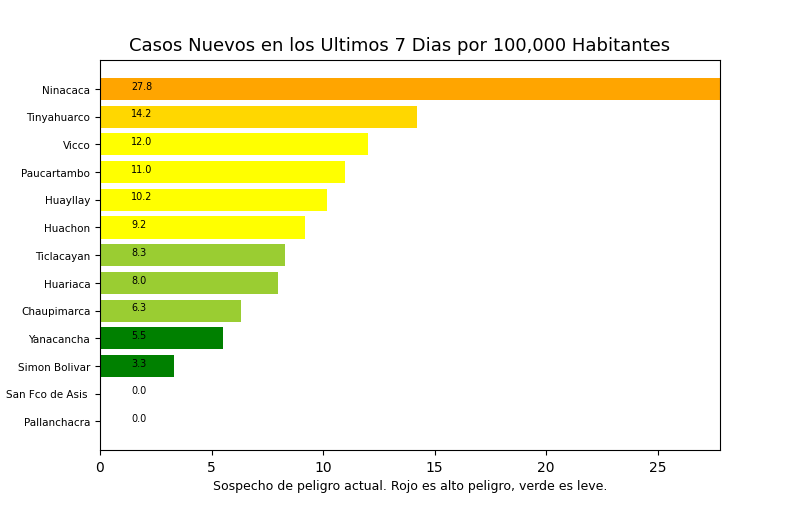 Casos Nuevos en los Ultimos 7 Dias por 100,000 Habitantes
Ninacaca 27.8
Tinyahuarco 14.2
Vicco 12.0
Paucartambo 11.0
Huayllay 10.2
Huachon 9.2
Ticlacayan 8.3
Huariaca 8.0
Chaupimarca 6.3
Yanacancha 5.5
Simon Bolivar 3.3
San Fco de Asis 0.0
Pallanchacra 0.0
0 5 10 15 20 25
Sospecho de peligro actual. Rojo es alto peligro, verde es leve.